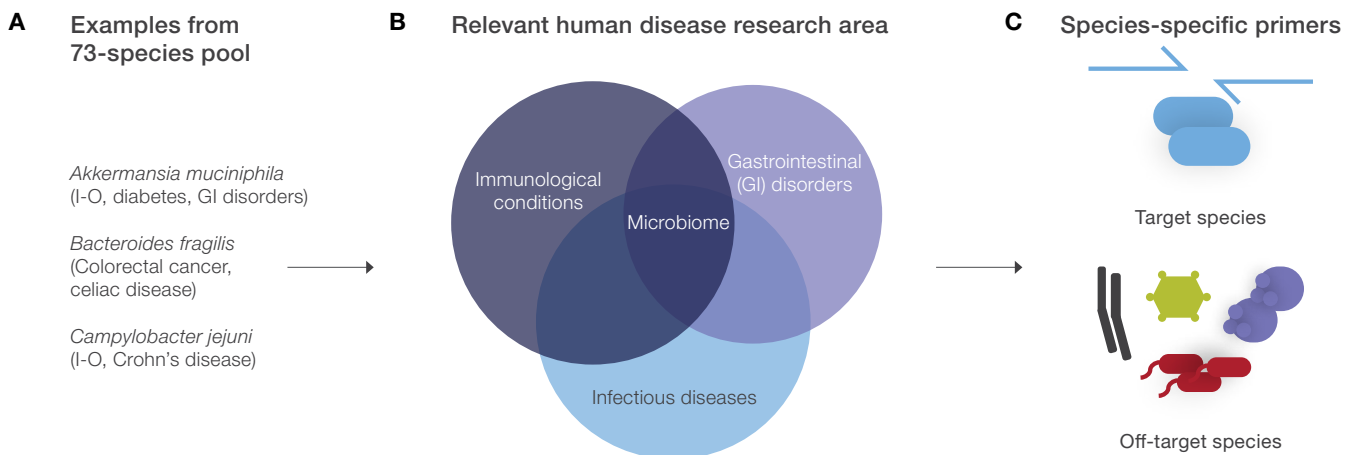 A
Examples from
73-species pool
Akkermansia muciniphila
(I-O, diabetes, GI disorders)
Bacteroides fragilis
(Colorectal cancer,
celiac disease)
Campylobacter jejuni
(I-O, Crohn’s disease)
B
Relevant human disease research area
Immunological
conditions
Gastrointestinal
(GI) disorders
Microbiome
Infectious diseases
C
Species-specific primers
Target species
Off-target species